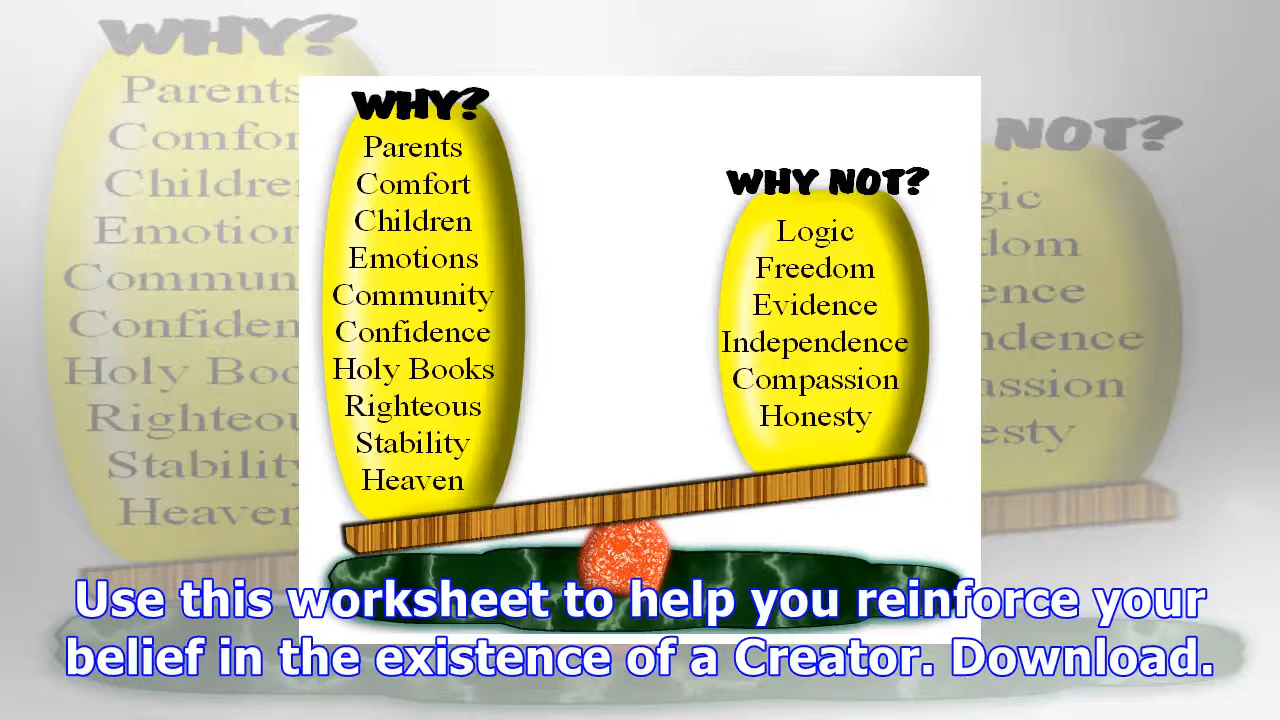 WHY?
Parents
Comfort
Children
Emotions
Community
Confidence
Holy Books
Righteous
Stability
Heaven
WHY NOT?
Logic
Freedom
Evidence
Independence
Compassion
Honesty
Use this worksheet to help you reinforce your
belief in the existence of a Creator. Download.